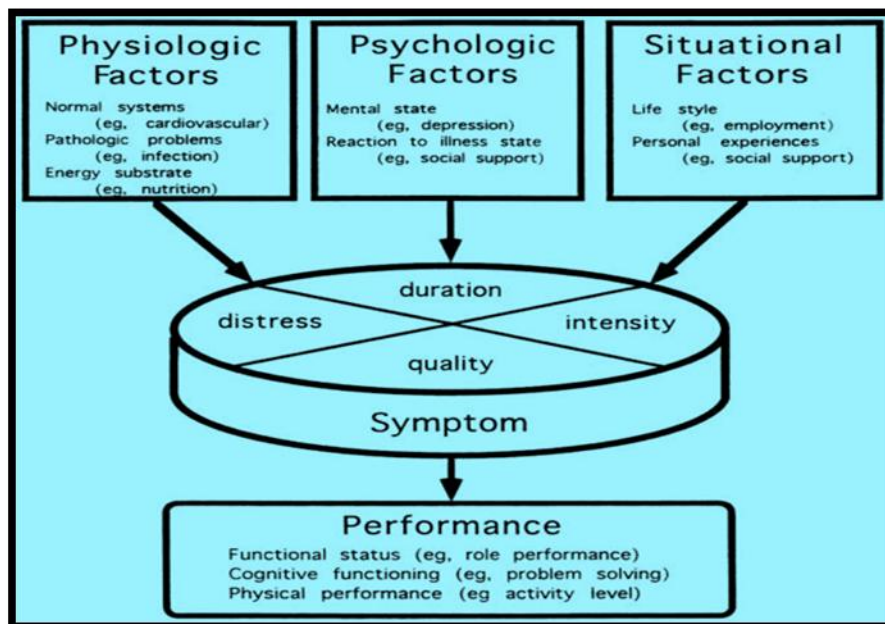 Physiologic
Factors
Normal systems
(eg, cardiovascular)
Pathologic problems
(eg, infection)
Energy substrate
(eg, nutrition)
Psychologic
Factors
Mental state
(eg, depression)
Reaction to illness state
(eg, social support)
Situational
Factors
Life style
(eg, employment)
Personal experiences
(eg, social support)
duration
distress
intensity
quality
Symptom
Performance
Functional status (eg, role performance)
Cognitive functioning (eg, problem solving)
Physical performance (eg activity level)